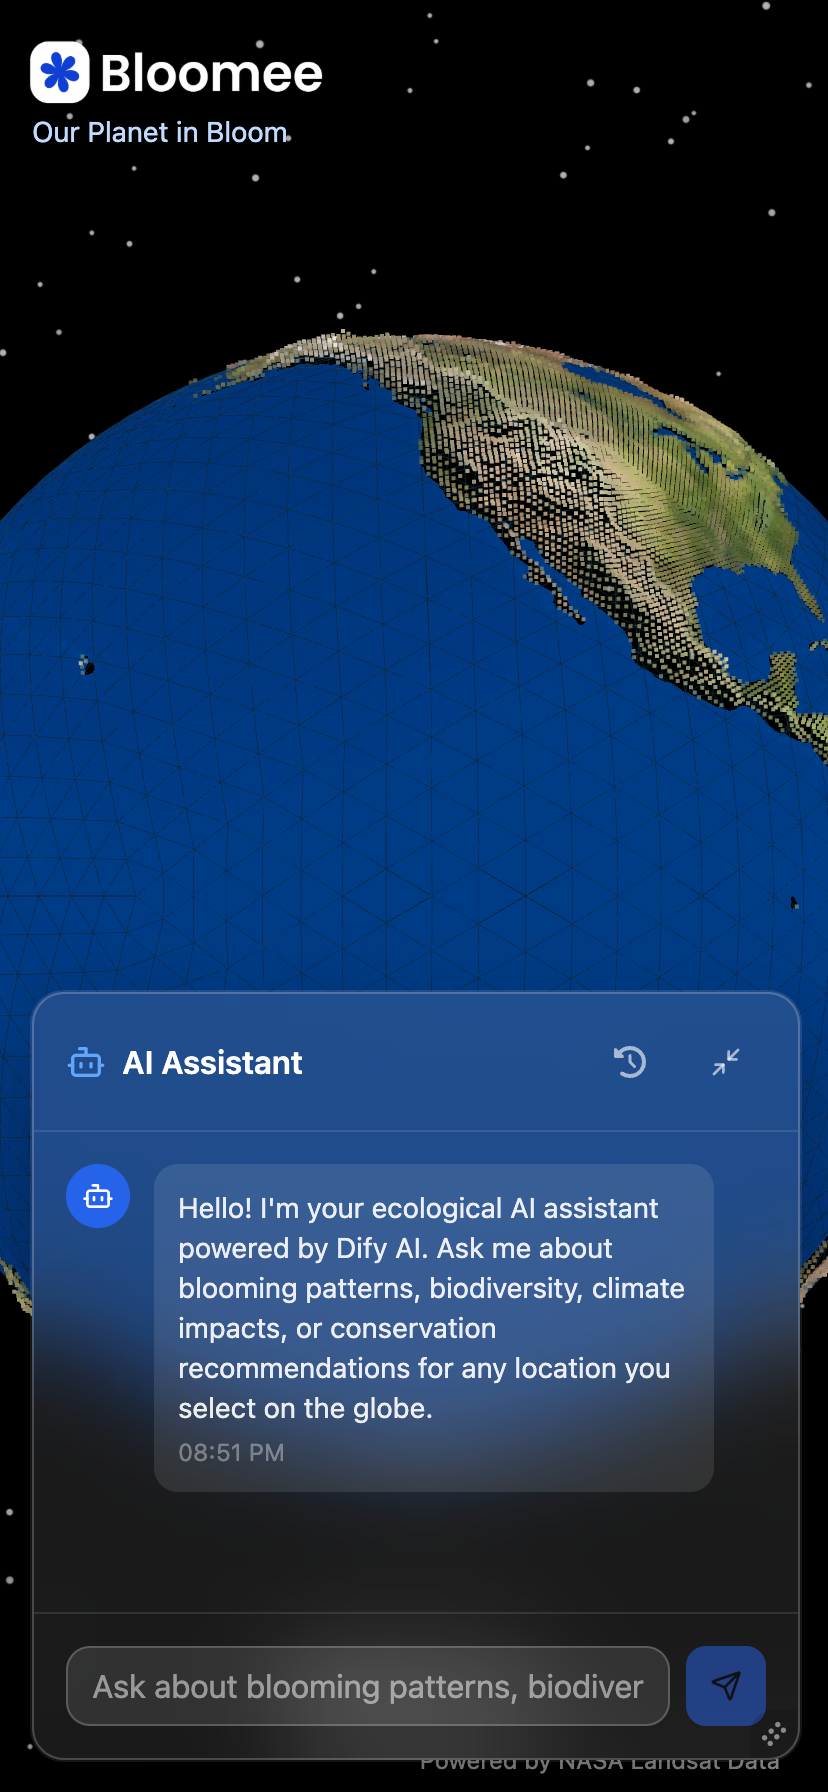 Bloomee
Our Planet in Bloom
AI Assistant
Hello! I'm your ecological AI assistant
powered by Dify AI. Ask me about
blooming patterns, biodiversity, climate
impacts, or conservation
recommendations for any location you
select on the globe.
08:51 PM
Ask about blooming patterns, biodiver
Powered by NASA Landsat Data